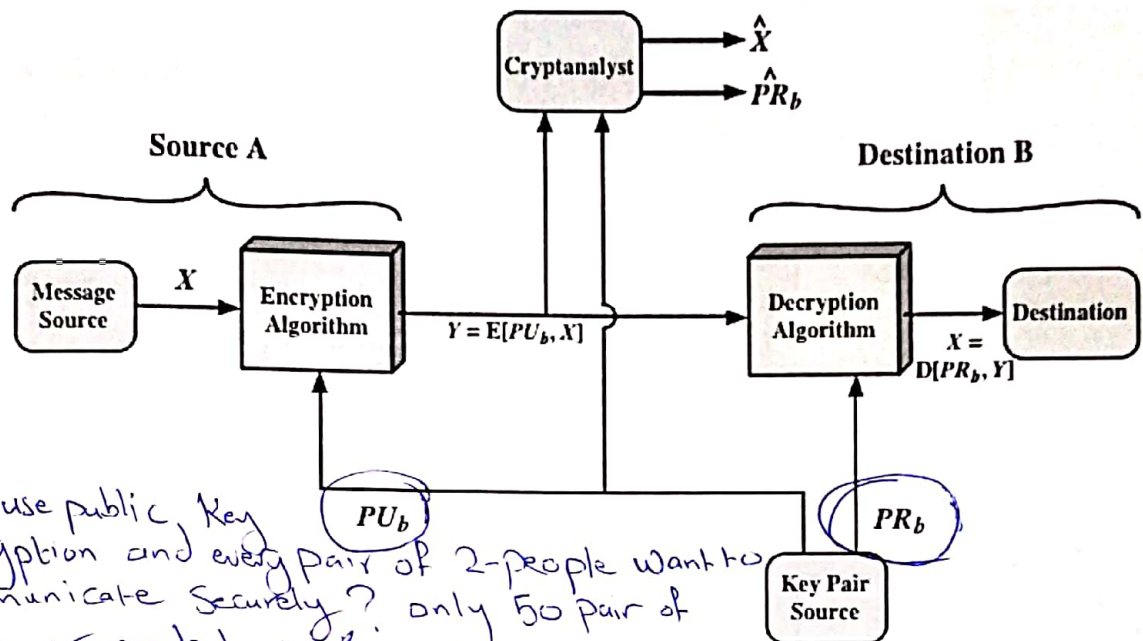 X̂
Cryptanalyst
P̂R_b
Source A
Destination B
Message
Source
X
Encryption
Algorithm
Y = E[PU_b, X]
Decryption
Algorithm
X =
D[PR_b, Y]
Destination
use public, Key
PU_b
PR_b
yption and every pair of 2-people want to
municate Securely? only 50 pair of
Key Pair
Source